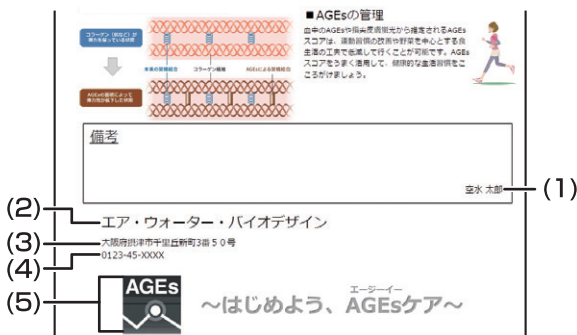 コラーゲン(肌など)が
弾力を保っている状態
本来の架橋結合
コラーゲン繊維
AGEsによる架橋結合
AGEsの蓄積によって
弾力性が低下した状態
■AGEsの管理
血中のAGEsや指尖皮膚蛍光から推定されるAGEs
スコアは、運動習慣の改善や野菜を中心とする食
生活の工夫で低減して行くことが可能です。AGEs
スコアをうまく活用して、健康的な生活習慣をこ
ころがけましょう。
備考
空水 太郎
(1)
(2)
エア・ウォーター・バイオデザイン
(3)
大阪府摂津市千里丘新町3番50号
(4)
0123-45-XXXX
(5)
AGEs
エージーイー
～はじめよう、AGEsケア～